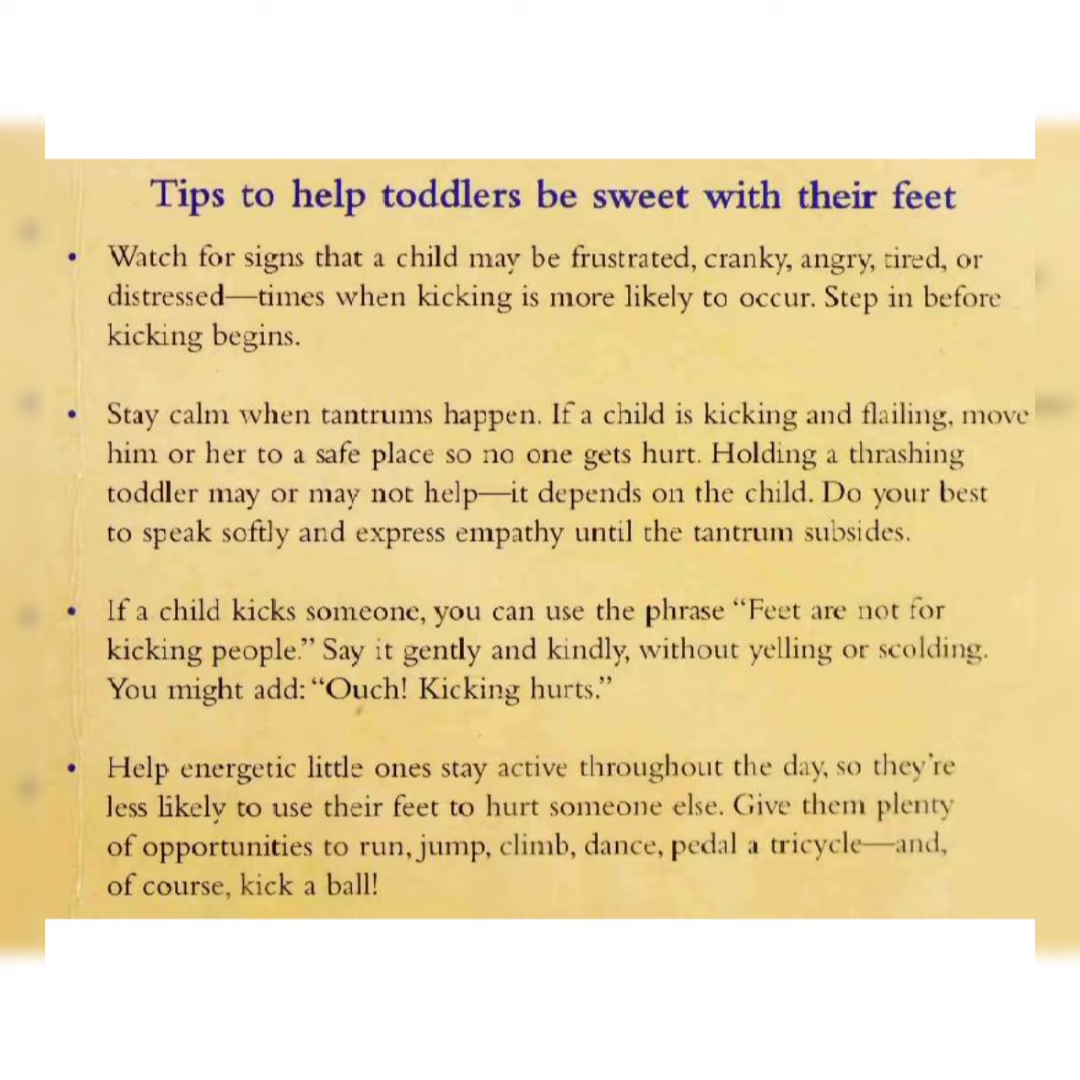 Tips to help toddlers be sweet with their feet
• Watch for signs that a child may be frustrated, cranky, angry, tired, or
distressed—times when kicking is more likely to occur. Step in before
kicking begins.
• Stay calm when tantrums happen. If a child is kicking and flailing, move
him or her to a safe place so no one gets hurt. Holding a thrashing
toddler may or may not help—it depends on the child. Do your best
to speak softly and express empathy until the tantrum subsides.
• If a child kicks someone, you can use the phrase “Feet are not for
kicking people.” Say it gently and kindly, without yelling or scolding.
You might add: “Ouch! Kicking hurts.”
• Help energetic little ones stay active throughout the day, so they’re
less likely to use their feet to hurt someone else. Give them plenty
of opportunities to run, jump, climb, dance, pedal a tricycle—and,
of course, kick a ball!